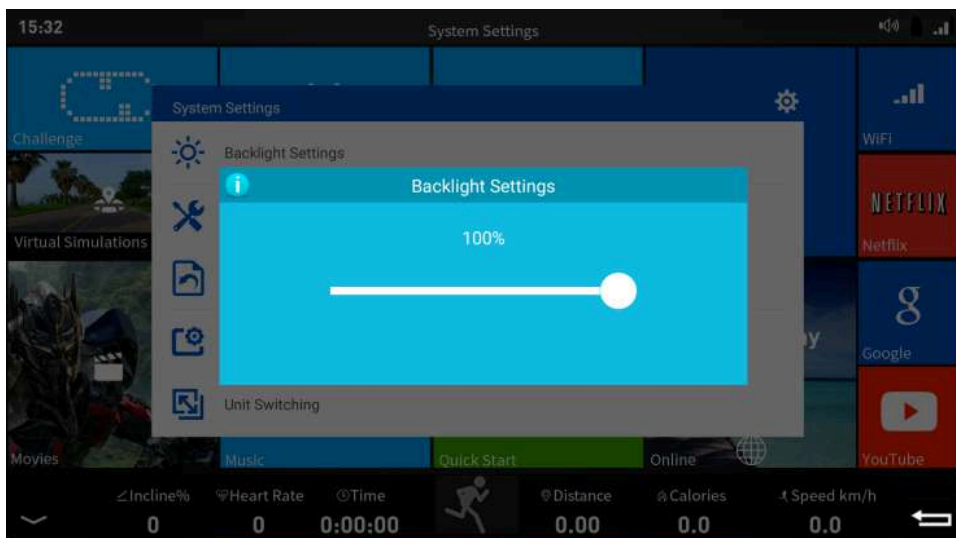 15:32
System Settings
Challenge
System Settings
WiFi
Backlight Settings
Backlight Settings
100%
Virtual Simulations
NETFLIX
Netflix
g
Google
Unit Switching
Movies
Music
Quick Start
Online
YouTube
Incline%
Heart Rate
Time
Distance
Calories
Speed km/h
0
0
0:00:00
0.00
0.0
0.0